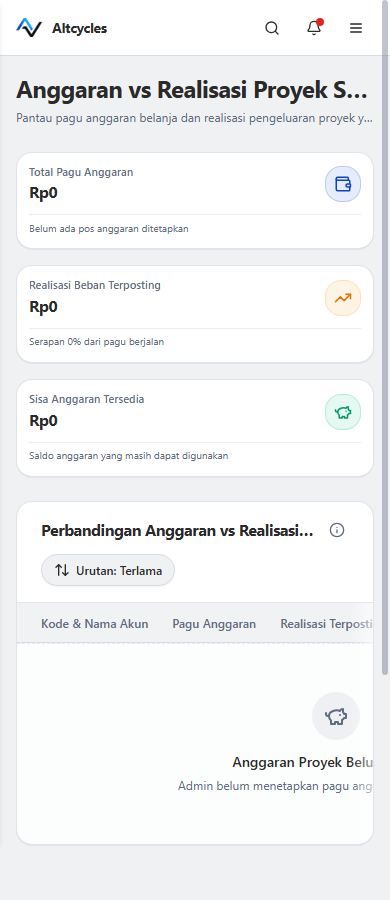 Altcycles
Anggaran vs Realisasi Proyek S...
Pantau pagu anggaran belanja dan realisasi pengeluaran proyek y...
Total Pagu Anggaran
Rp0
Belum ada pos anggaran ditetapkan
Realisasi Beban Terposting
Rp0
Serapan 0% dari pagu berjalan
Sisa Anggaran Tersedia
Rp0
Saldo anggaran yang masih dapat digunakan
Perbandingan Anggaran vs Realisasi...
Urutan: Terlama
Kode & Nama Akun Pagu Anggaran Realisasi Terposti
Anggaran Proyek Belu
Admin belum menetapkan pagu ang